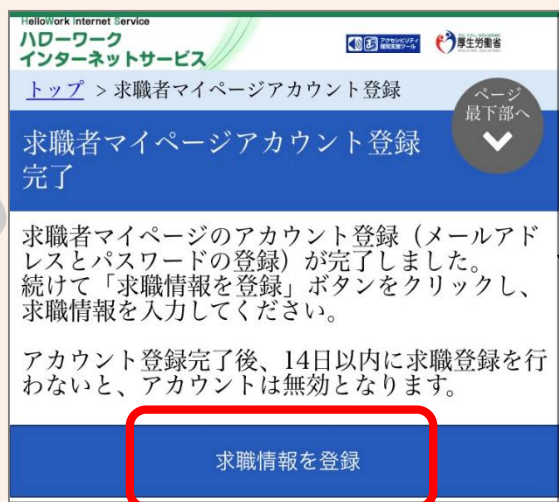 HelloWork Internet Service
ハローワーク
インターネットサービス
アクセシビリティ
閲覧支援ツール
厚生労働省
トップ > 求職者マイページアカウント登録
ページ
最下部へ
求職者マイページアカウント登録
完了
求職者マイページのアカウント登録（メールアド
レスとパスワードの登録）が完了しました。
続けて「求職情報を登録」ボタンをクリックし、
求職情報を入力してください。
アカウント登録完了後、14日以内に求職登録を行
わないと、アカウントは無効となります。
求職情報を登録